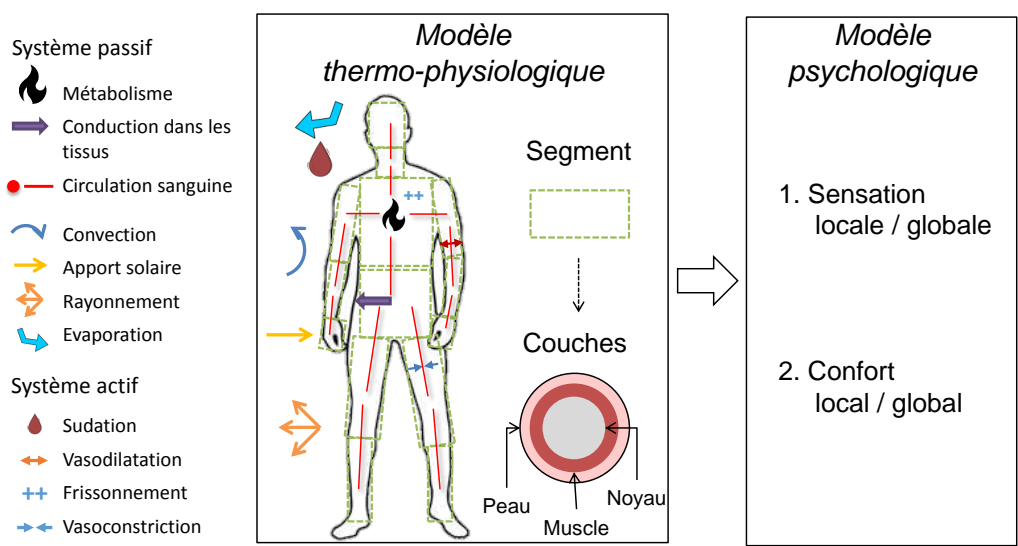 Système passif
Métabolisme
Conduction dans les
tissus
Circulation sanguine
Convection
Apport solaire
Rayonnement
Evaporation
Système actif
Sudation
Vasodilatation
Frissonnement
Vasoconstriction
Modèle
thermo-physiologique
Segment
Couches
Peau
Noyau
Muscle
Modèle
psychologique
1. Sensation
locale / globale
2. Confort
local / global